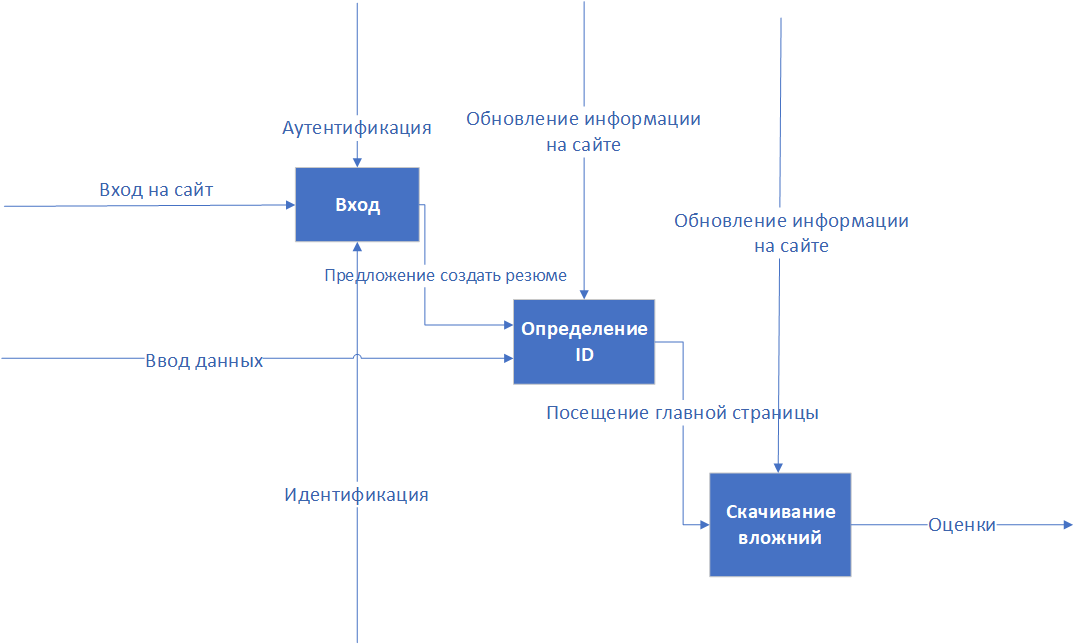 Аутентификация
Обновление информации
на сайте
Вход на сайт
Вход
Обновление информации
на сайте
Предложение создать резюме
Определение
ID
Ввод данных
Посещение главной страницы
Идентификация
Скачивание
вложний
Оценки